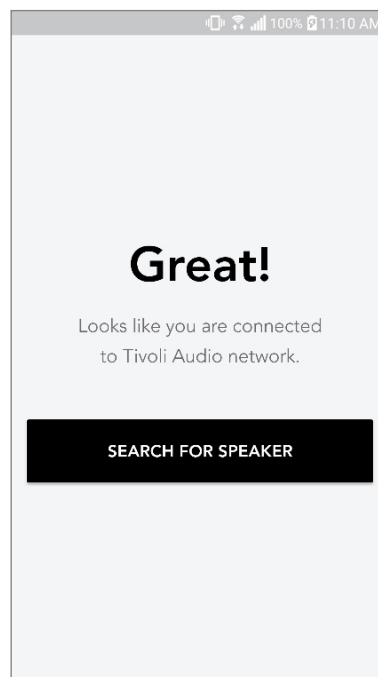 100% 11:10 AM
Great!
Looks like you are connected
to Tivoli Audio network.
SEARCH FOR SPEAKER